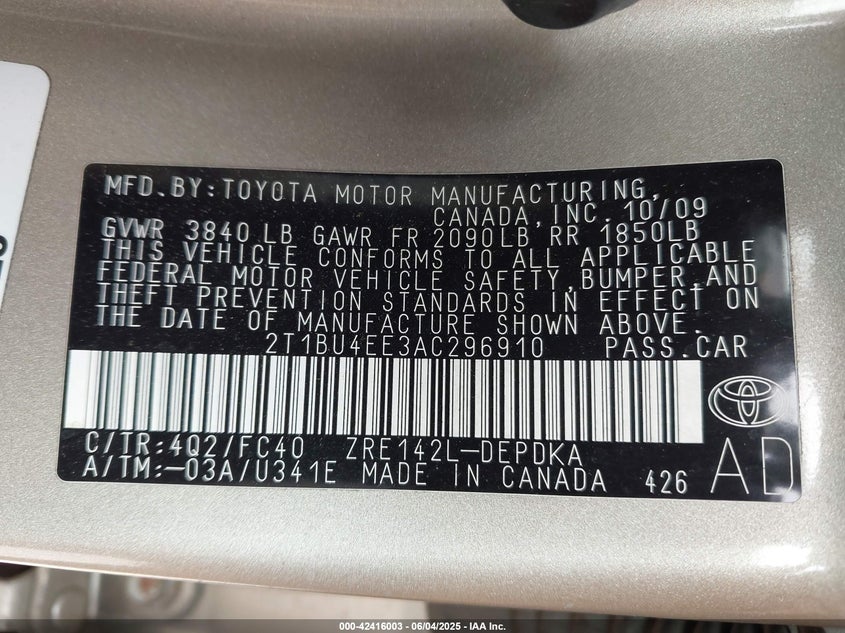 MFD.BY:TOYOTA MOTOR MANUFACTURING,
CANADA,INC. 10/09
GVWR 3840 LB GAWR FR 2090LB RR 1850LB
THIS VEHICLE CONFORMS TO ALL APPLICABLE
FEDERAL MOTOR VEHICLE SAFETY,BUMPER,AND
THEFT PREVENTION STANDARDS IN EFFECT ON
THE DATE OF MANUFACTURE SHOWN ABOVE.
2T1BU4EE3AC296910 PASS.CAR
C/TR:4Q2/FC40 ZRE142L-DEPDKA
A/TM:-03A/U341E MADE IN CANADA 426
AD
000-42416003 - 06/04/2025 - IAA Inc.